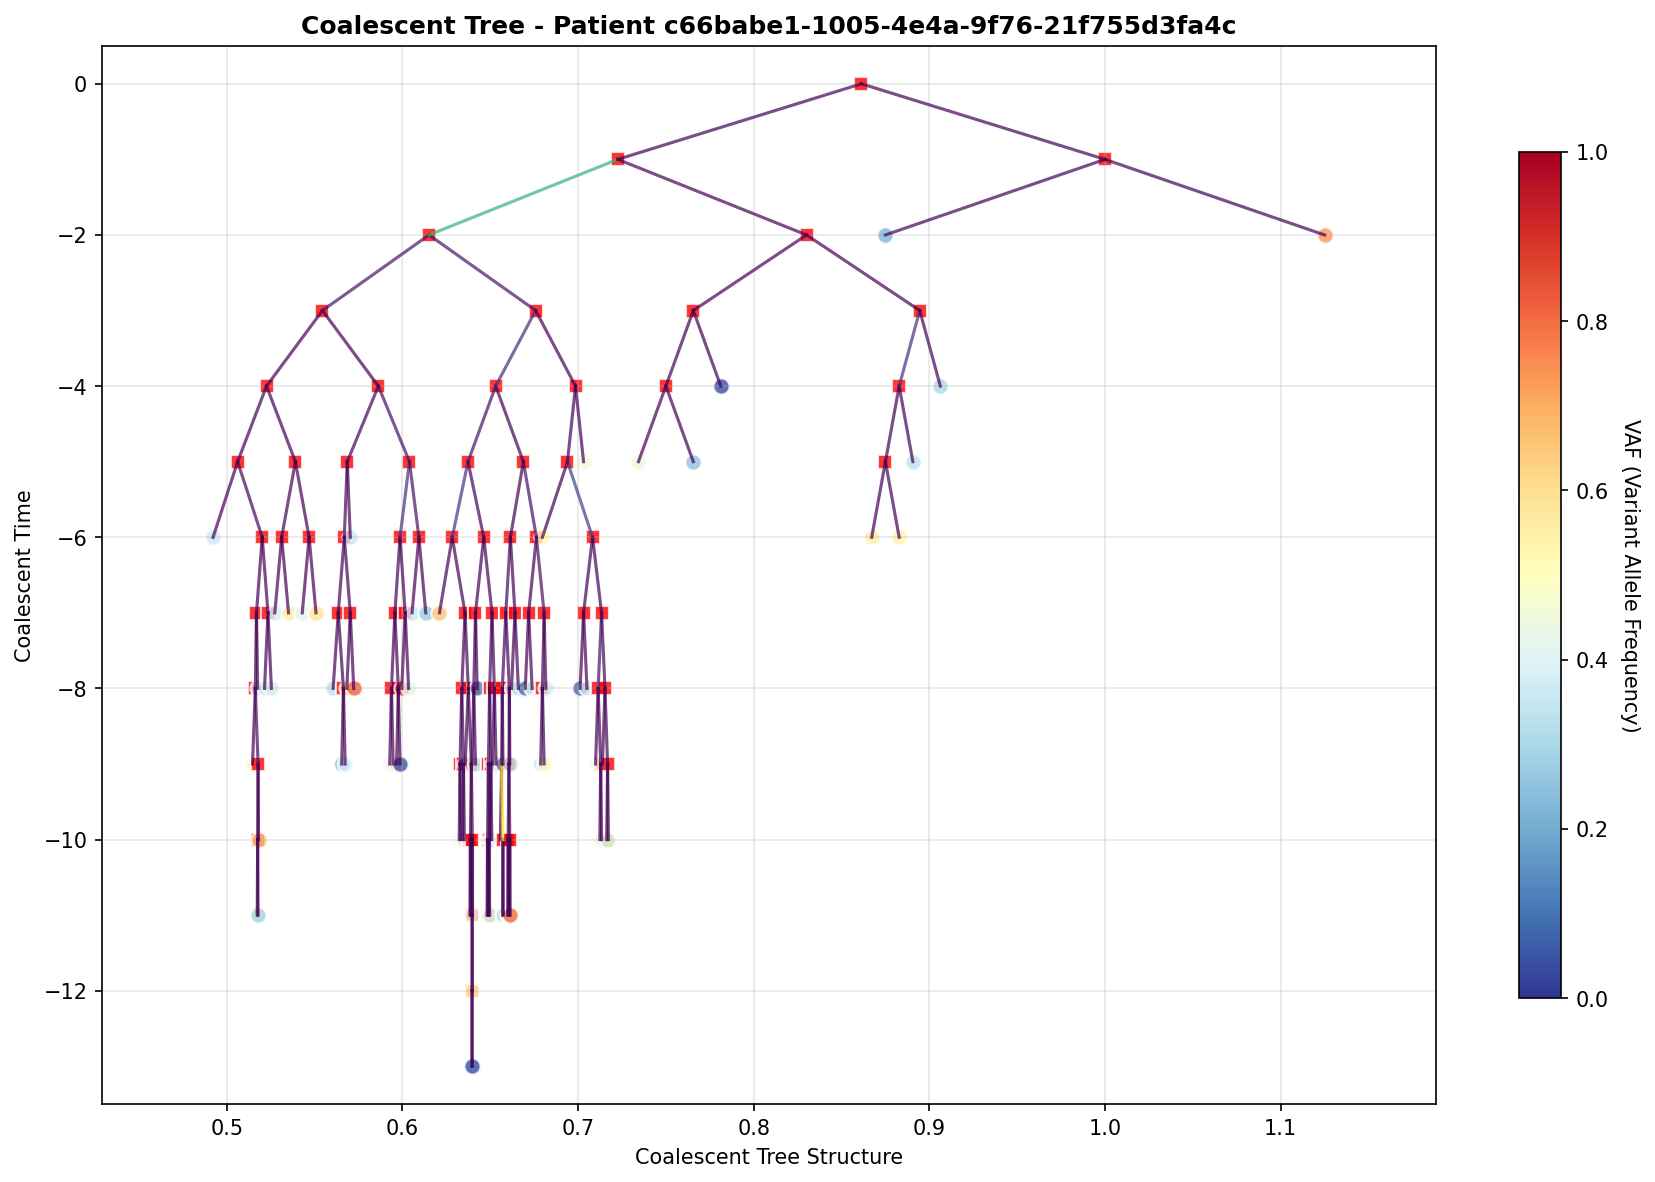 Coalescent Tree - Patient c66babe1-1005-4e4a-9f76-21f755d3fa4c
0
−2
−4
−6
−8
−10
−12
Coalescent Time
0.5 0.6 0.7 0.8 0.9 1.0 1.1
Coalescent Tree Structure
1.0
0.8
0.6
0.4
0.2
0.0
VAF (Variant Allele Frequency)